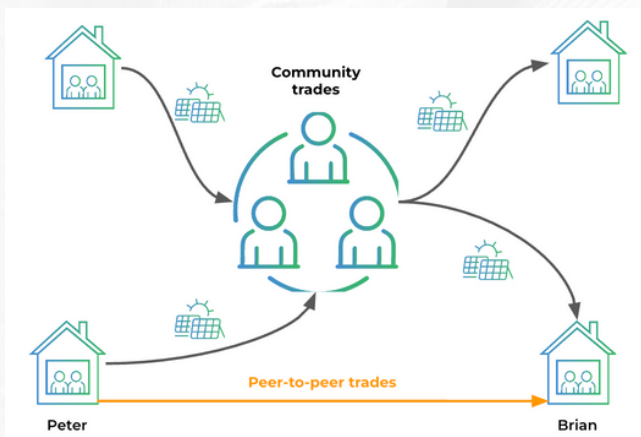 Community
trades
Peer-to-peer trades
Peter
Brian